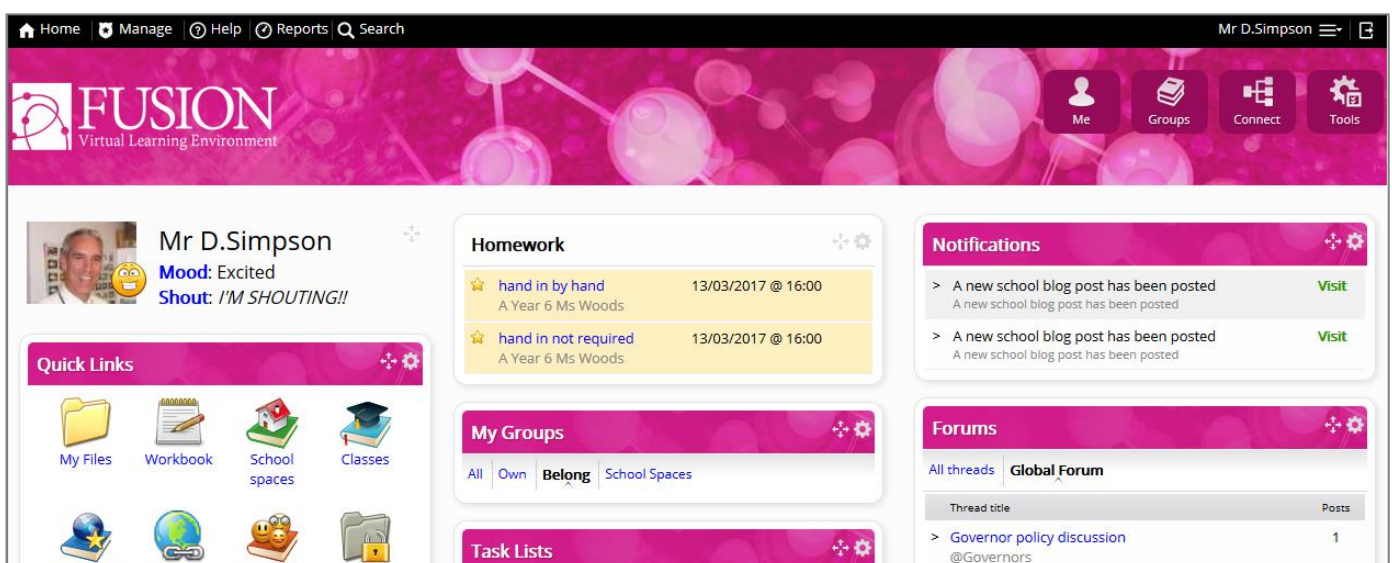 Home Manage Help Reports Search
Mr D.Simpson
FUSION
Virtual Learning Environment
Me Groups Connect Tools
Mr D.Simpson
Mood: Excited
Shout: I'M SHOUTING!!
Quick Links
My Files Workbook School spaces Classes
Homework
hand in by hand 13/03/2017 @ 16:00
A Year 6 Ms Woods
hand in not required 13/03/2017 @ 16:00
A Year 6 Ms Woods
My Groups
All Own Belong School Spaces
Task Lists
Notifications
> A new school blog post has been posted Visit
A new school blog post has been posted
> A new school blog post has been posted Visit
A new school blog post has been posted
Forums
All threads Global Forum
Thread title Posts
> Governor policy discussion 1
@Governors